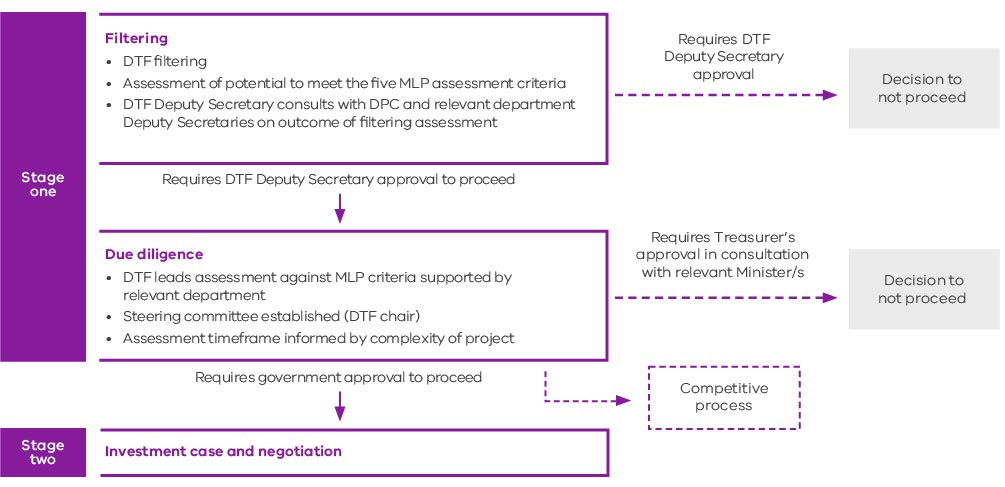 Stage
one
Filtering
• DTF filtering
• Assessment of potential to meet the five MLP assessment criteria
• DTF Deputy Secretary consults with DPC and relevant department
Deputy Secretaries on outcome of filtering assessment
Requires DTF
Deputy Secretary
approval
Decision to
not proceed
Requires DTF Deputy Secretary approval to proceed
Due diligence
• DTF leads assessment against MLP criteria supported by
relevant department
• Steering committee established (DTF chair)
• Assessment timeframe informed by complexity of project
Requires Treasurer's
approval in consultation
with relevant Minister/s
Decision to
not proceed
Requires government approval to proceed
Competitive
process
Stage
two
Investment case and negotiation